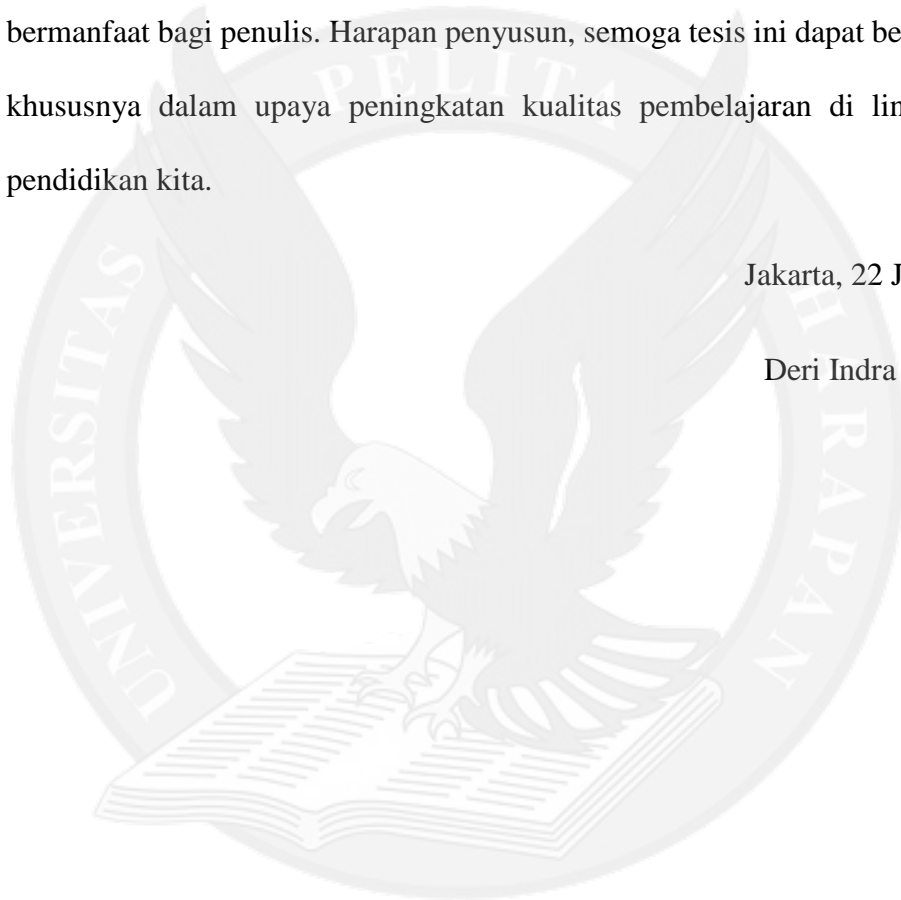 bermanfaat bagi penulis. Harapan penyusun, semoga tesis ini dapat be
khususnya dalam upaya peningkatan kualitas pembelajaran di lin
pendidikan kita.
Jakarta, 22 J
Deri Indra
UNIVERSITAS PELITA HARAPAN